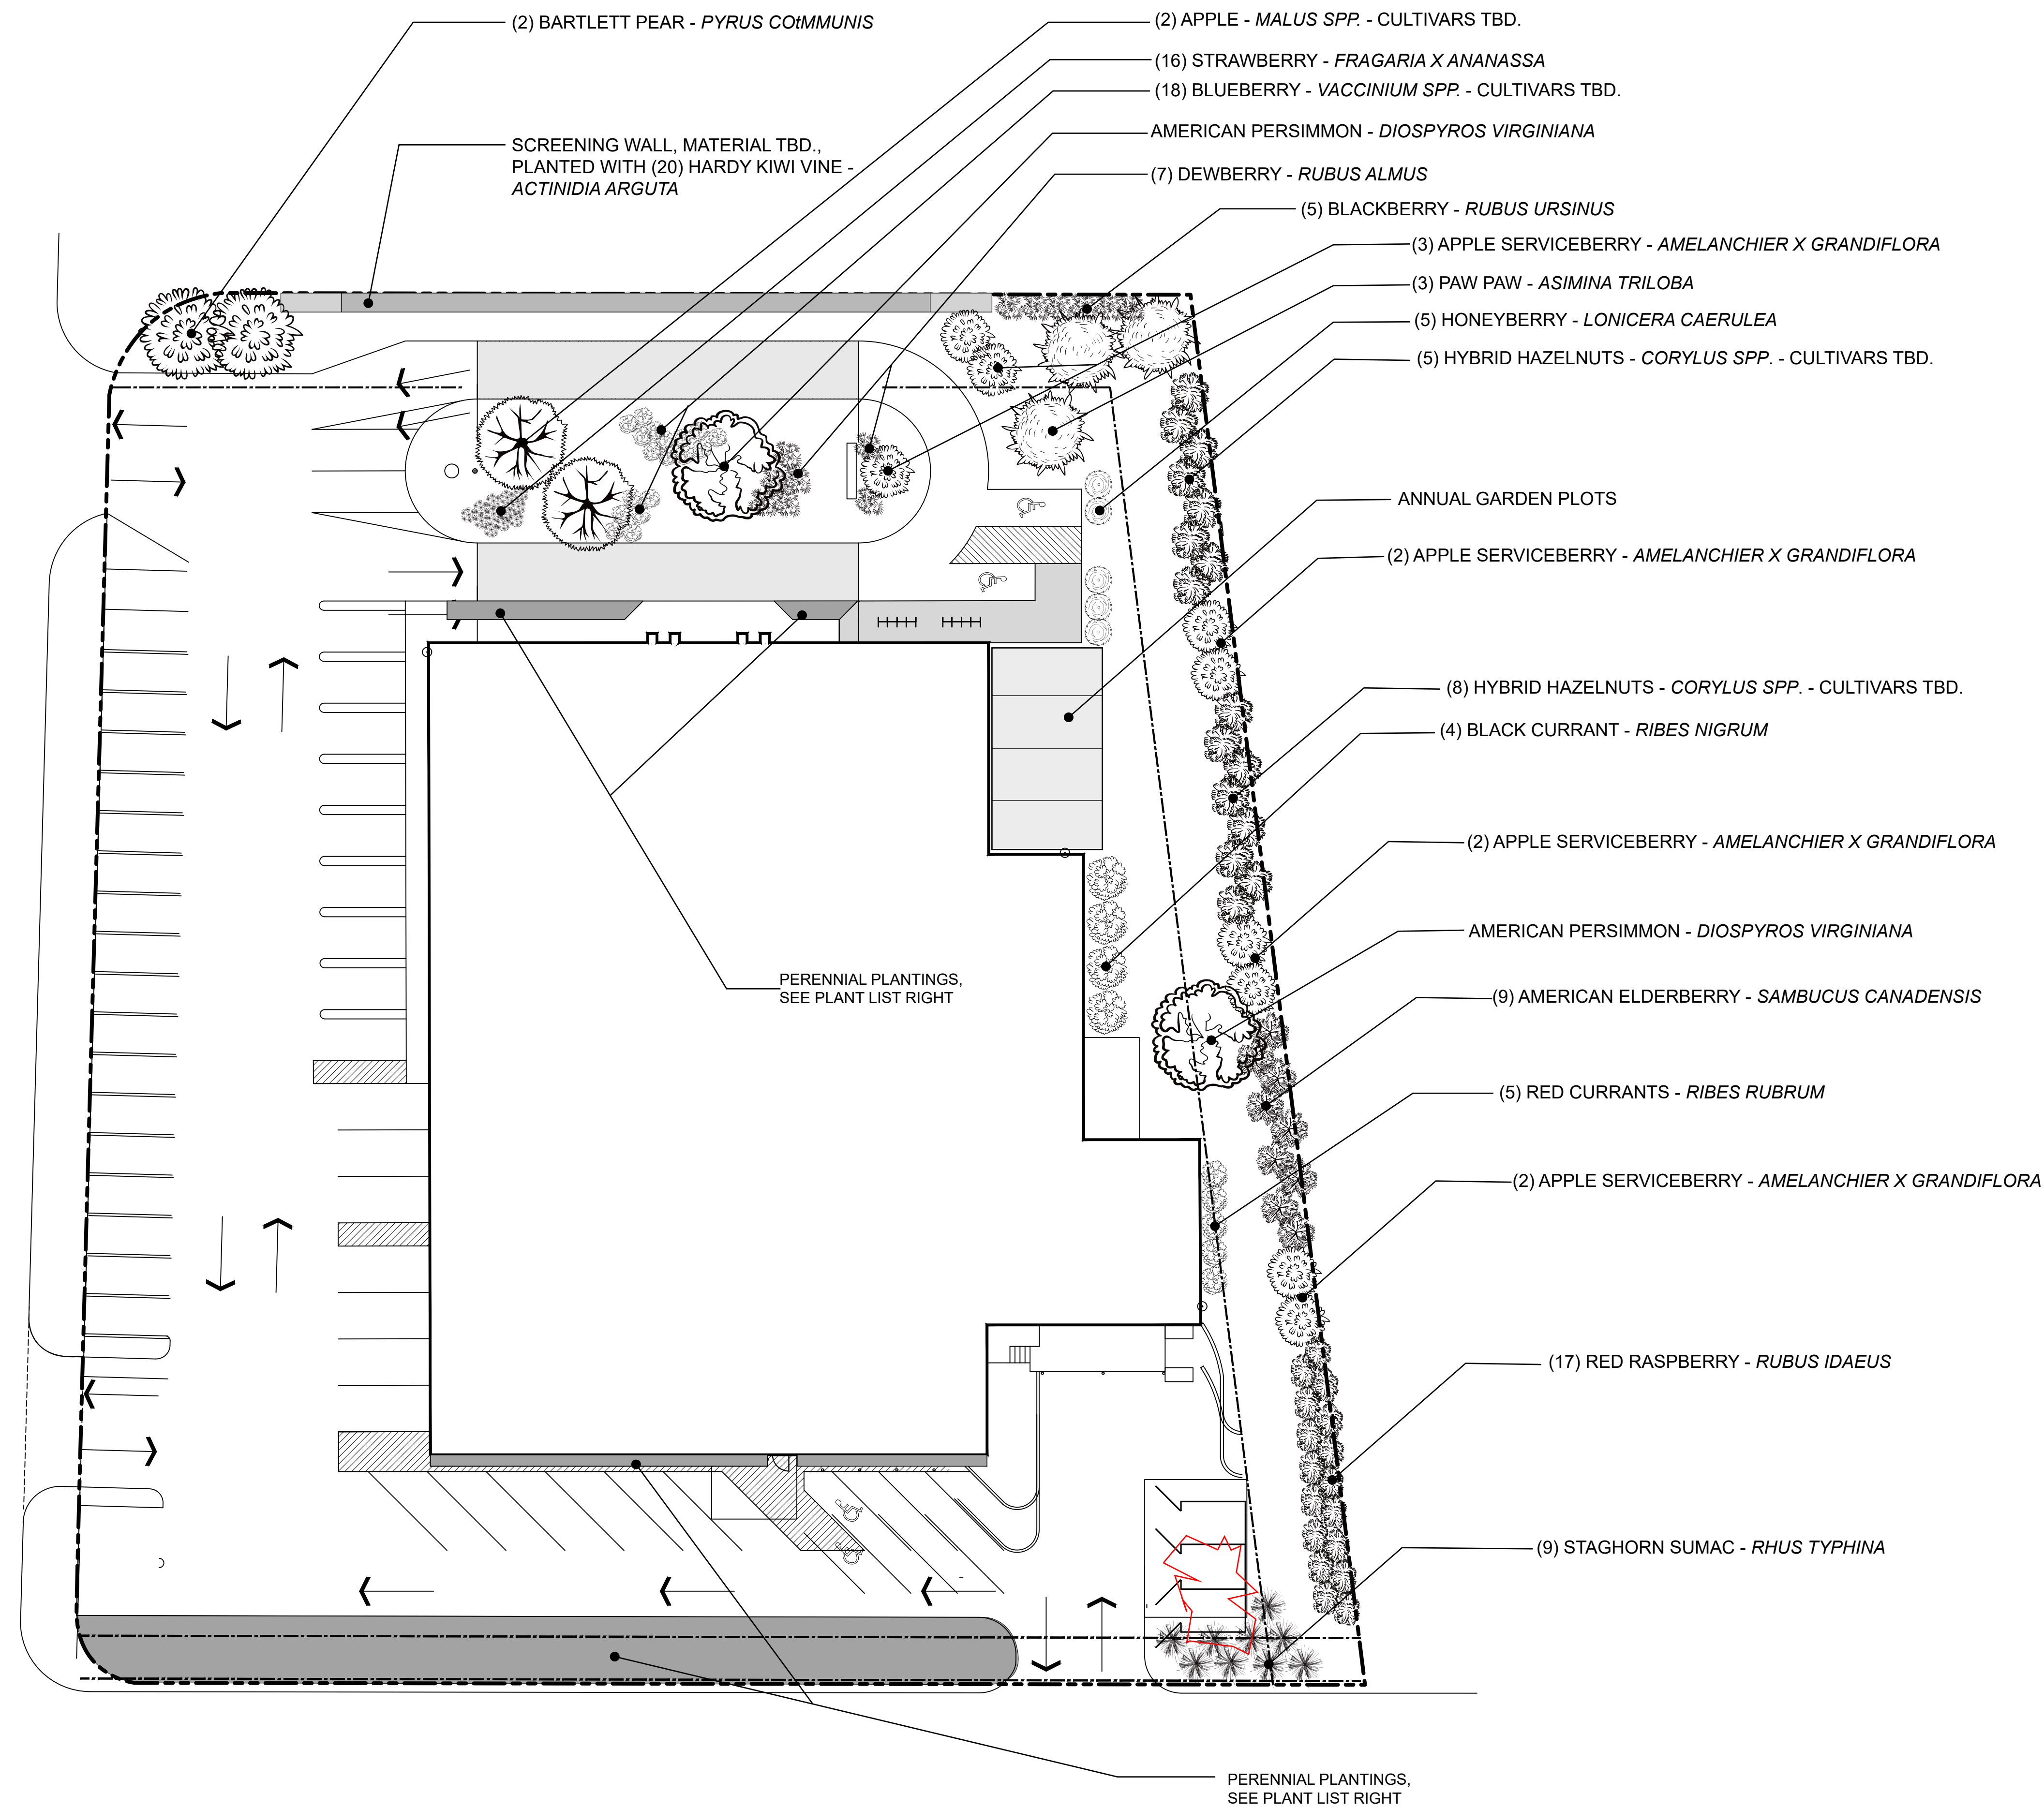 (2) BARTLETT PEAR - PYRUS COtMMUNIS
(2) APPLE - MALUS SPP. - CULTIVARS TBD.
(16) STRAWBERRY - FRAGARIA X ANANASSA
(18) BLUEBERRY - VACCINIUM SPP. - CULTIVARS TBD.
SCREENING WALL, MATERIAL TBD.,
PLANTED WITH (20) HARDY KIWI VINE -
ACTINIDIA ARGUTA
AMERICAN PERSIMMON - DIOSPYROS VIRGINIANA
(7) DEWBERRY - RUBUS ALMUS
(5) BLACKBERRY - RUBUS URSINUS
(3) APPLE SERVICEBERRY - AMELANCHIER X GRANDIFLORA
(3) PAW PAW - ASIMINA TRILOBA
(5) HONEYBERRY - LONICERA CAERULEA
(5) HYBRID HAZELNUTS - CORYLUS SPP. - CULTIVARS TBD.
ANNUAL GARDEN PLOTS
(2) APPLE SERVICEBERRY - AMELANCHIER X GRANDIFLORA
(8) HYBRID HAZELNUTS - CORYLUS SPP. - CULTIVARS TBD.
(4) BLACK CURRANT - RIBES NIGRUM
(2) APPLE SERVICEBERRY - AMELANCHIER X GRANDIFLORA
AMERICAN PERSIMMON - DIOSPYROS VIRGINIANA
PERENNIAL PLANTINGS,
SEE PLANT LIST RIGHT
(9) AMERICAN ELDERBERRY - SAMBUCUS CANADENSIS
(5) RED CURRANTS - RIBES RUBRUM
(2) APPLE SERVICEBERRY - AMELANCHIER X GRANDIFLORA
(17) RED RASPBERRY - RUBUS IDAEUS
(9) STAGHORN SUMAC - RHUS TYPHINA
PERENNIAL PLANTINGS,
SEE PLANT LIST RIGHT